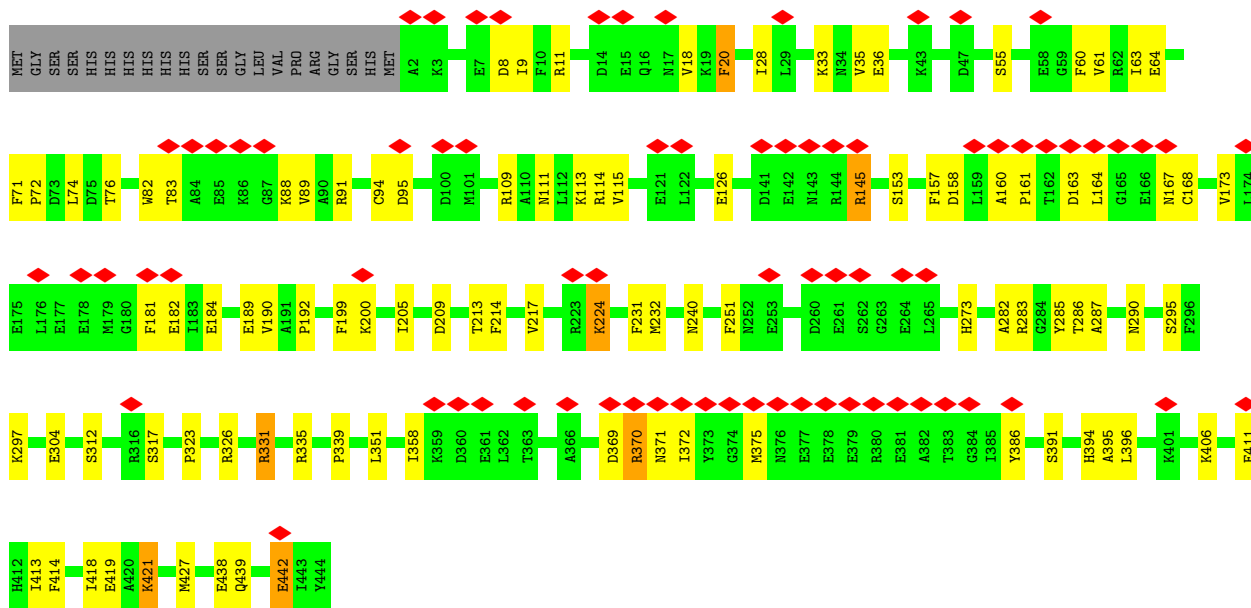 MET GLY SER SER HIS HIS HIS HIS HIS HIS SER SER GLY LEU VAL PRO ARG GLY SER HIS MET A2 K3 E7 D8 I9 F10 R11 D14 E15 Q16 N17 V18 K19 F20 I28 L29 K33 N34 V35 E36 K43 D47 S55 E58 G59 F60 V61 R62 I63 E64
F71 P72 D73 L74 D75 T76 W82 T83 A84 E85 K86 G87 K88 V89 A90 R91 C94 D95 D100 M101 R109 A110 N111 L112 K113 R114 V115 E121 L122 E126 D141 E142 N143 R144 R145 S153 F157 D158 L159 A160 P161 T162 D163 L164 G165 E166 N167 C168 V173
E175 L176 E177 E178 M179 G180 F181 E182 I183 E184 E189 V190 A191 P192 F199 K200 I205 D209 T213 F214 V217 R223 K224 F231 M232 N240 F251 N252 E253 D260 E261 S262 G263 E264 L265 H273 A282 R283 G284 Y285 T286 A287 N290 S295 F296
K297 E304 S312 R316 S317 P323 R326 R331 R335 P339 L351 I358 K359 D360 E361 L362 T363 A366 D369 R370 N371 I372 Y373 G374 M375 N376 E377 E378 E379 R380 E381 A382 T383 G384 I385 Y386 S391 H394 A395 L396 K401 K406
H412 I413 F414 I418 E419 A420 K421 M427 E438 Q439 E442 I443 Y444